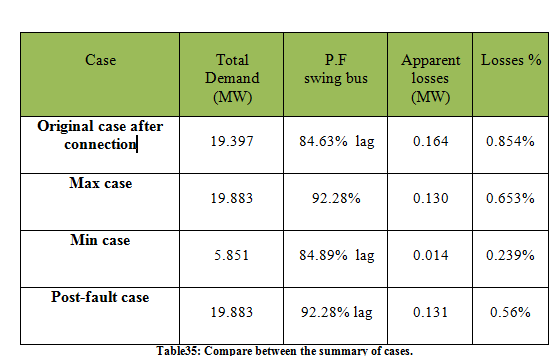 Case
Total
Demand
(MW)
P.F
swing bus
Apparent
losses
(MW)
Losses %
Original case after
connection
19.397
84.63% lag
0.164
0.854%
Max case
19.883
92.28%
0.130
0.653%
Min case
5.851
84.89% lag
0.014
0.239%
Post-fault case
19.883
92.28% lag
0.131
0.56%
Table35: Compare between the summary of cases.